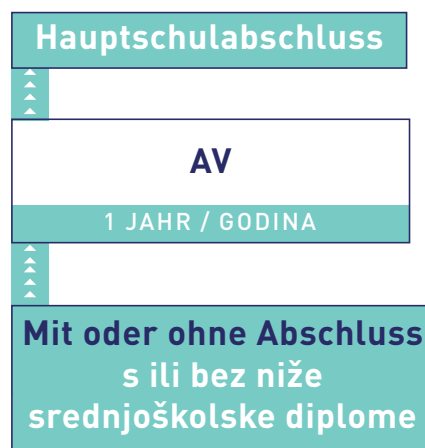 Hauptschulabschluss
AV
1 JAHR / GODINA
Mit oder ohne Abschluss
s ili bez niže
srednjoškolske diplome